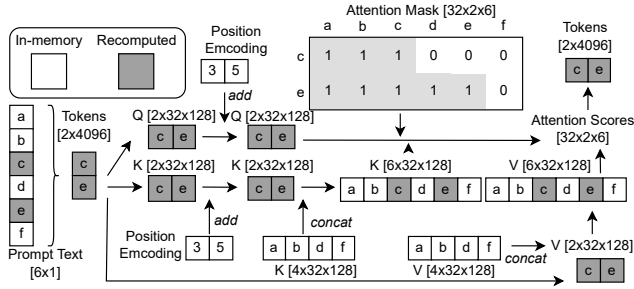 Attention Mask [32x2x6]
a b c d e f
c 1 1 1 0 0 0
e 1 1 1 1 1 0
In-memory Recomputed
Position
Emcoding
3 5
add
Tokens
[2x4096]
c e
a
b
c
d
e
f
Prompt Text
[6x1]
Tokens
[2x4096]
c
e
Q [2x32x128] Q [2x32x128]
c e c e
Attention Scores
[32x2x6]
K [2x32x128] K [2x32x128] K [6x32x128] V [6x32x128]
c e c e a b c d e f a b c d e f
add
concat
Position
Emcoding
3 5
a b d f
K [4x32x128]
a b d f
V [4x32x128]
concat
V [2x32x128]
c e